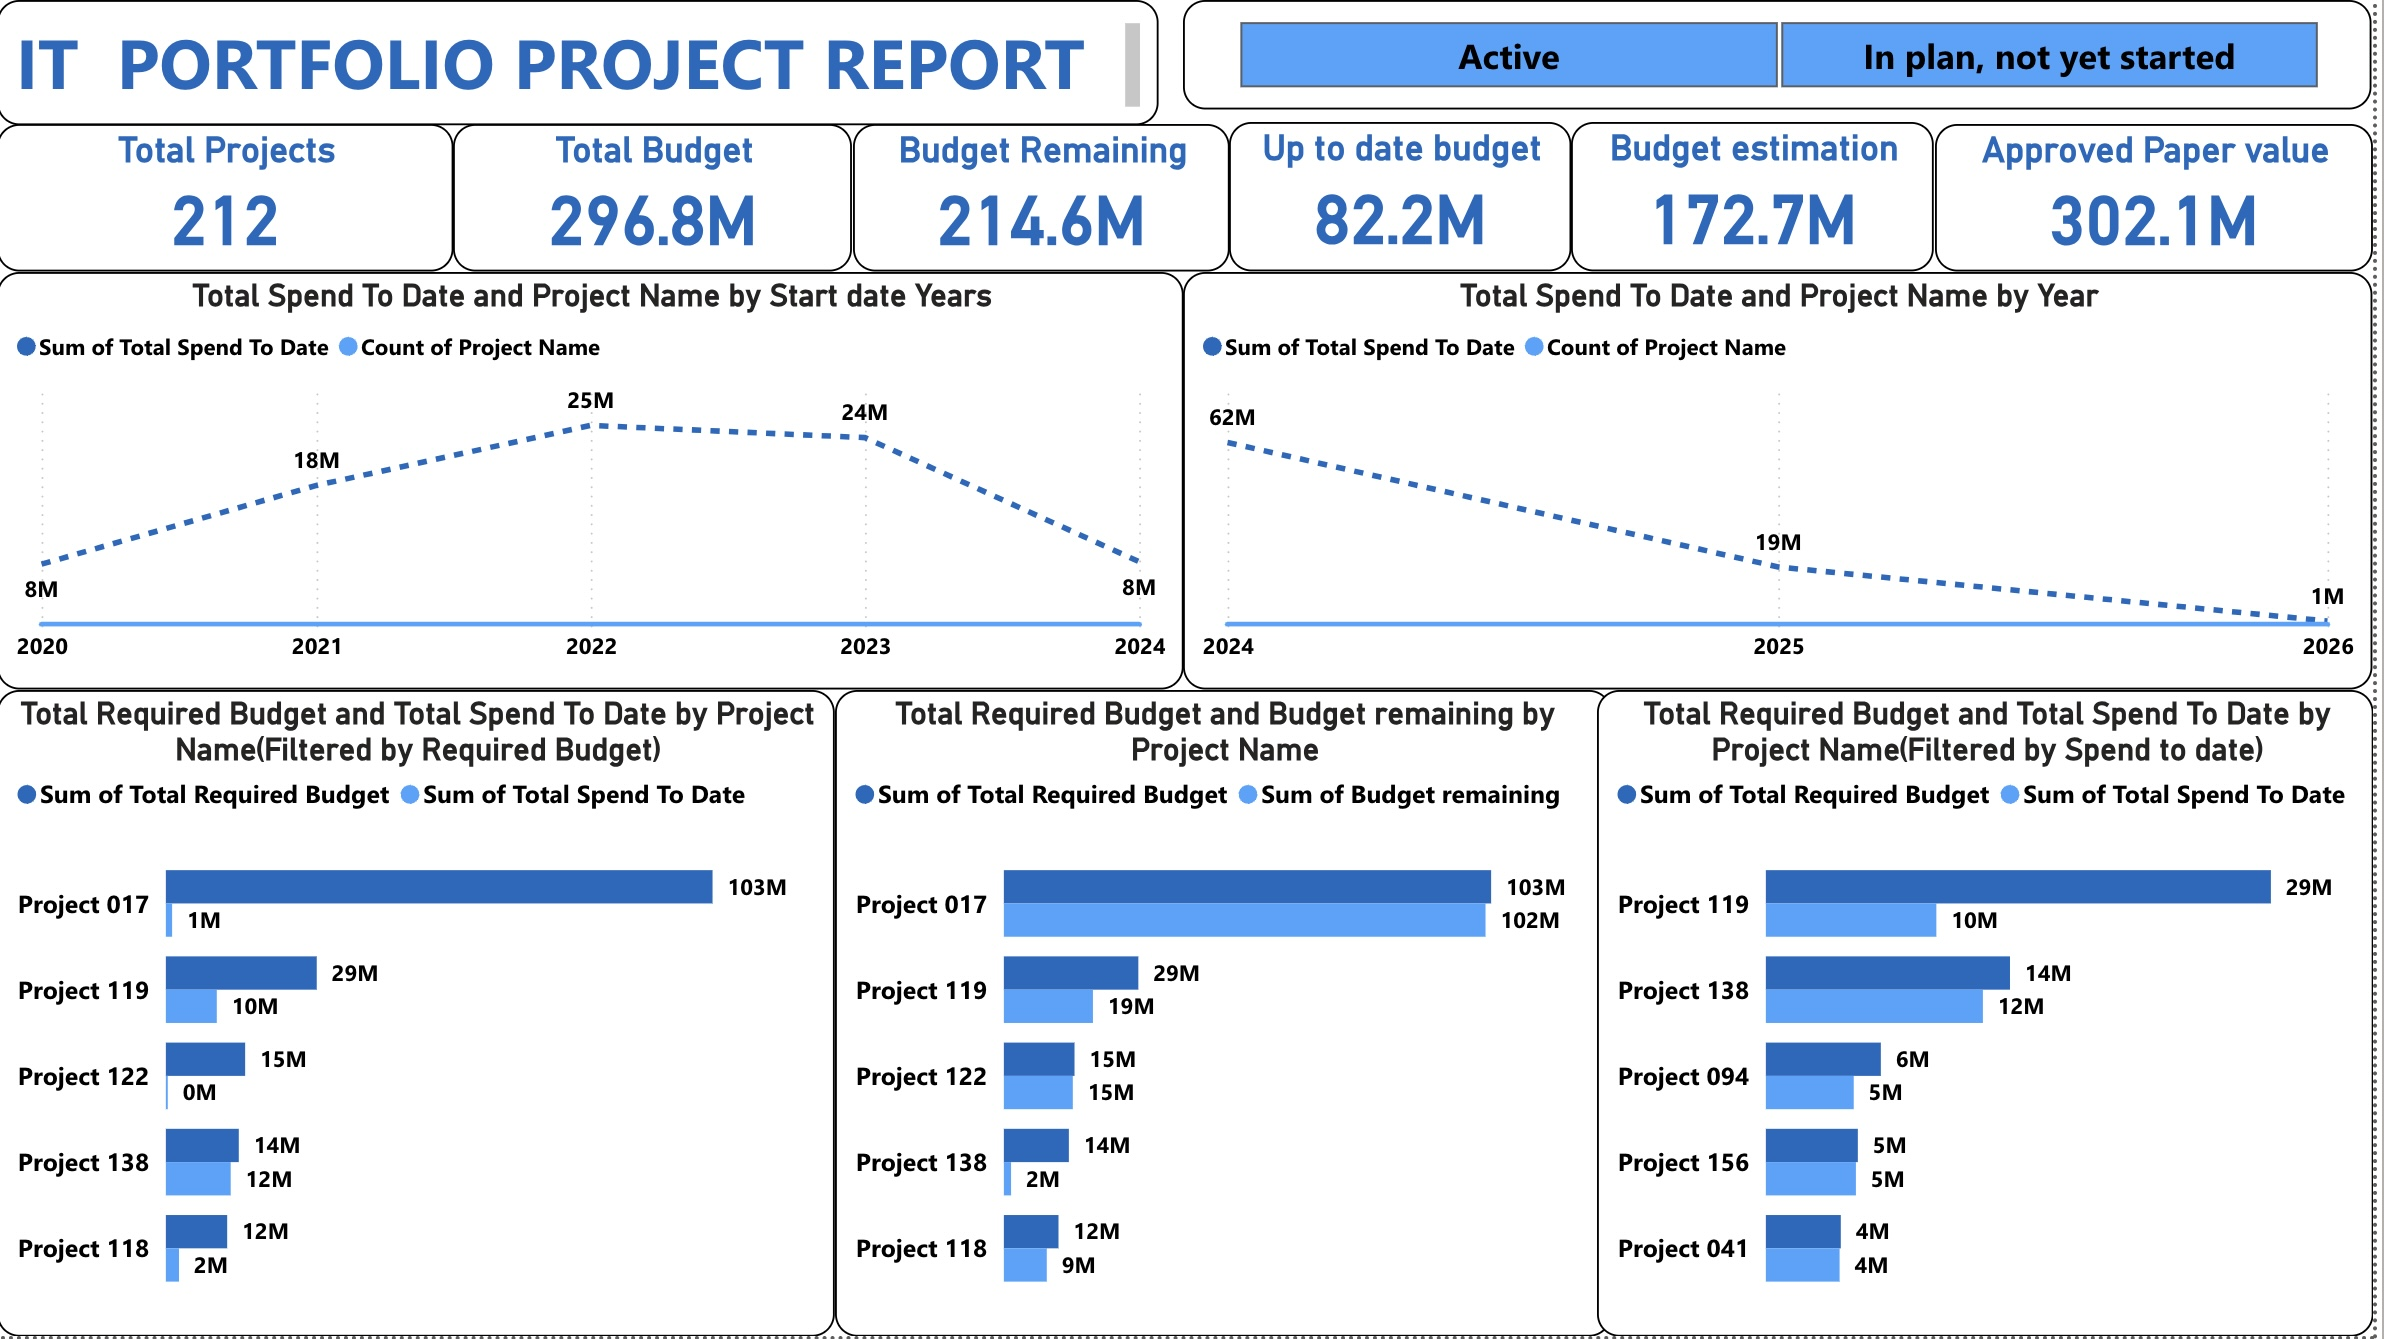 IT PORTFOLIO PROJECT REPORT
Active
In plan, not yet started
Total Projects
212
Total Budget
296.8M
Budget Remaining
214.6M
Up to date budget
82.2M
Budget estimation
172.7M
Approved Paper value
302.1M
Total Spend To Date and Project Name by Start date Years
Sum of Total Spend To Date
Count of Project Name
8M
18M
25M
24M
8M
2020
2021
2022
2023
2024
Total Spend To Date and Project Name by Year
Sum of Total Spend To Date
Count of Project Name
62M
19M
1M
2024
2025
2026
Total Required Budget and Total Spend To Date by Project
Name(Filtered by Required Budget)
Sum of Total Required Budget
Sum of Total Spend To Date
Project 017
103M
1M
Project 119
29M
10M
Project 122
15M
0M
Project 138
14M
12M
Project 118
12M
2M
Total Required Budget and Budget remaining by
Project Name
Sum of Total Required Budget
Sum of Budget remaining
Project 017
103M
102M
Project 119
29M
19M
Project 122
15M
15M
Project 138
14M
2M
Project 118
12M
9M
Total Required Budget and Total Spend To Date by
Project Name(Filtered by Spend to date)
Sum of Total Required Budget
Sum of Total Spend To Date
Project 119
29M
10M
Project 138
14M
12M
Project 094
6M
5M
Project 156
5M
5M
Project 041
4M
4M